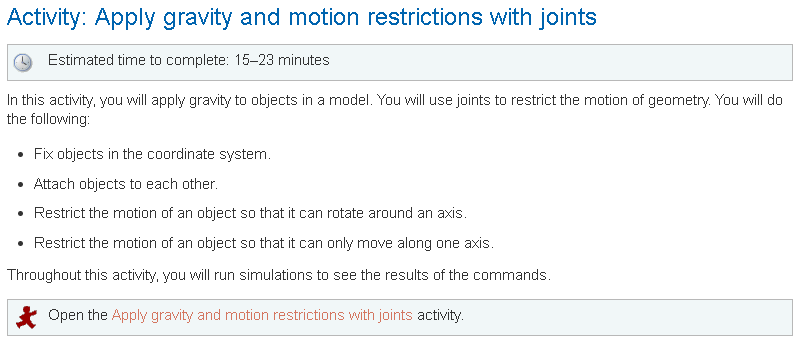 Activity: Apply gravity and motion restrictions with joints
Estimated time to complete: 15–23 minutes
In this activity, you will apply gravity to objects in a model. You will use joints to restrict the motion of geometry. You will do
the following:
• Fix objects in the coordinate system.
• Attach objects to each other.
• Restrict the motion of an object so that it can rotate around an axis.
• Restrict the motion of an object so that it can only move along one axis.
Throughout this activity, you will run simulations to see the results of the commands.
Open the Apply gravity and motion restrictions with joints activity.